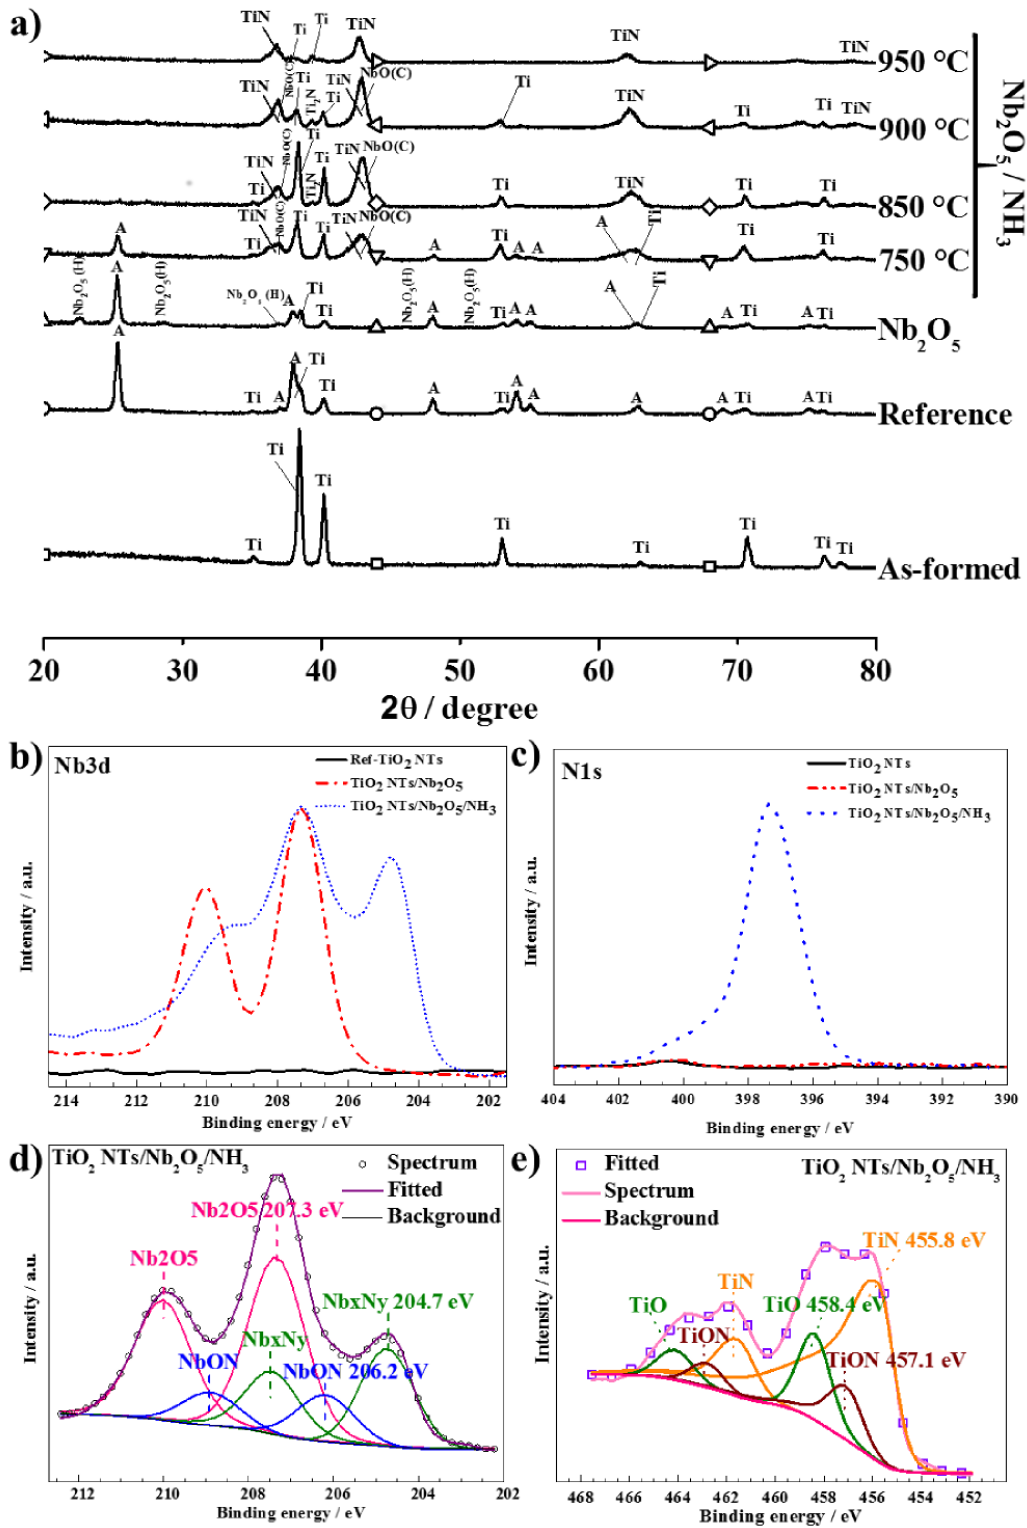 a)
TiN Ti Ti TiN TiN TiN 950 °C
TiN NbO(C) Ti Ti₂N Ti TiN NbO(C) Ti TiN Ti Ti TiN 900 °C
Ti TiN NbO(C) Ti Ti₂N Ti TiN NbO(C) Ti TiN Ti Ti 850 °C
A Ti TiN NbO(C) Ti Ti TiN NbO(C) A Ti A A A Ti Ti Ti 750 °C
Nb₂O₅ / NH₃
Nb₂O₅(H) A Nb₂O₅(H) Nb₂O₅(H) A Ti Ti Nb₂O₅(H) A Nb₂O₅(H) Ti A A A Ti A Ti A Ti Nb₂O₅
A Ti A A Ti Ti A Ti A A A A Ti A Ti Reference
Ti Ti Ti Ti Ti Ti Ti Ti As-formed
20 30 40 50 60 70 80
2θ / degree
b)
Nb3d
Ref-TiO₂ NTs
TiO₂ NTs/Nb₂O₅
TiO₂ NTs/Nb₂O₅/NH₃
Intensity / a.u.
214 212 210 208 206 204 202
Binding energy / eV
c)
N1s
TiO₂ NTs
TiO₂ NTs/Nb₂O₅
TiO₂ NTs/Nb₂O₅/NH₃
Intensity / a.u.
404 402 400 398 396 394 392 390
Binding energy / eV
d)
TiO₂ NTs/Nb₂O₅/NH₃
Spectrum
Fitted
Background
Nb2O5 207.3 eV
Nb2O5
NbxNy 204.7 eV
NbxNy
NbON
NbON 206.2 eV
Intensity / a.u.
212 210 208 206 204 202
Binding energy / eV
e)
Fitted
Spectrum
Background
TiO₂ NTs/Nb₂O₅/NH₃
TiN 455.8 eV
TiN
TiO
TiO 458.4 eV
TiON
TiON 457.1 eV
Intensity / a.u.
468 466 464 462 460 458 456 454 452
Binding energy / eV